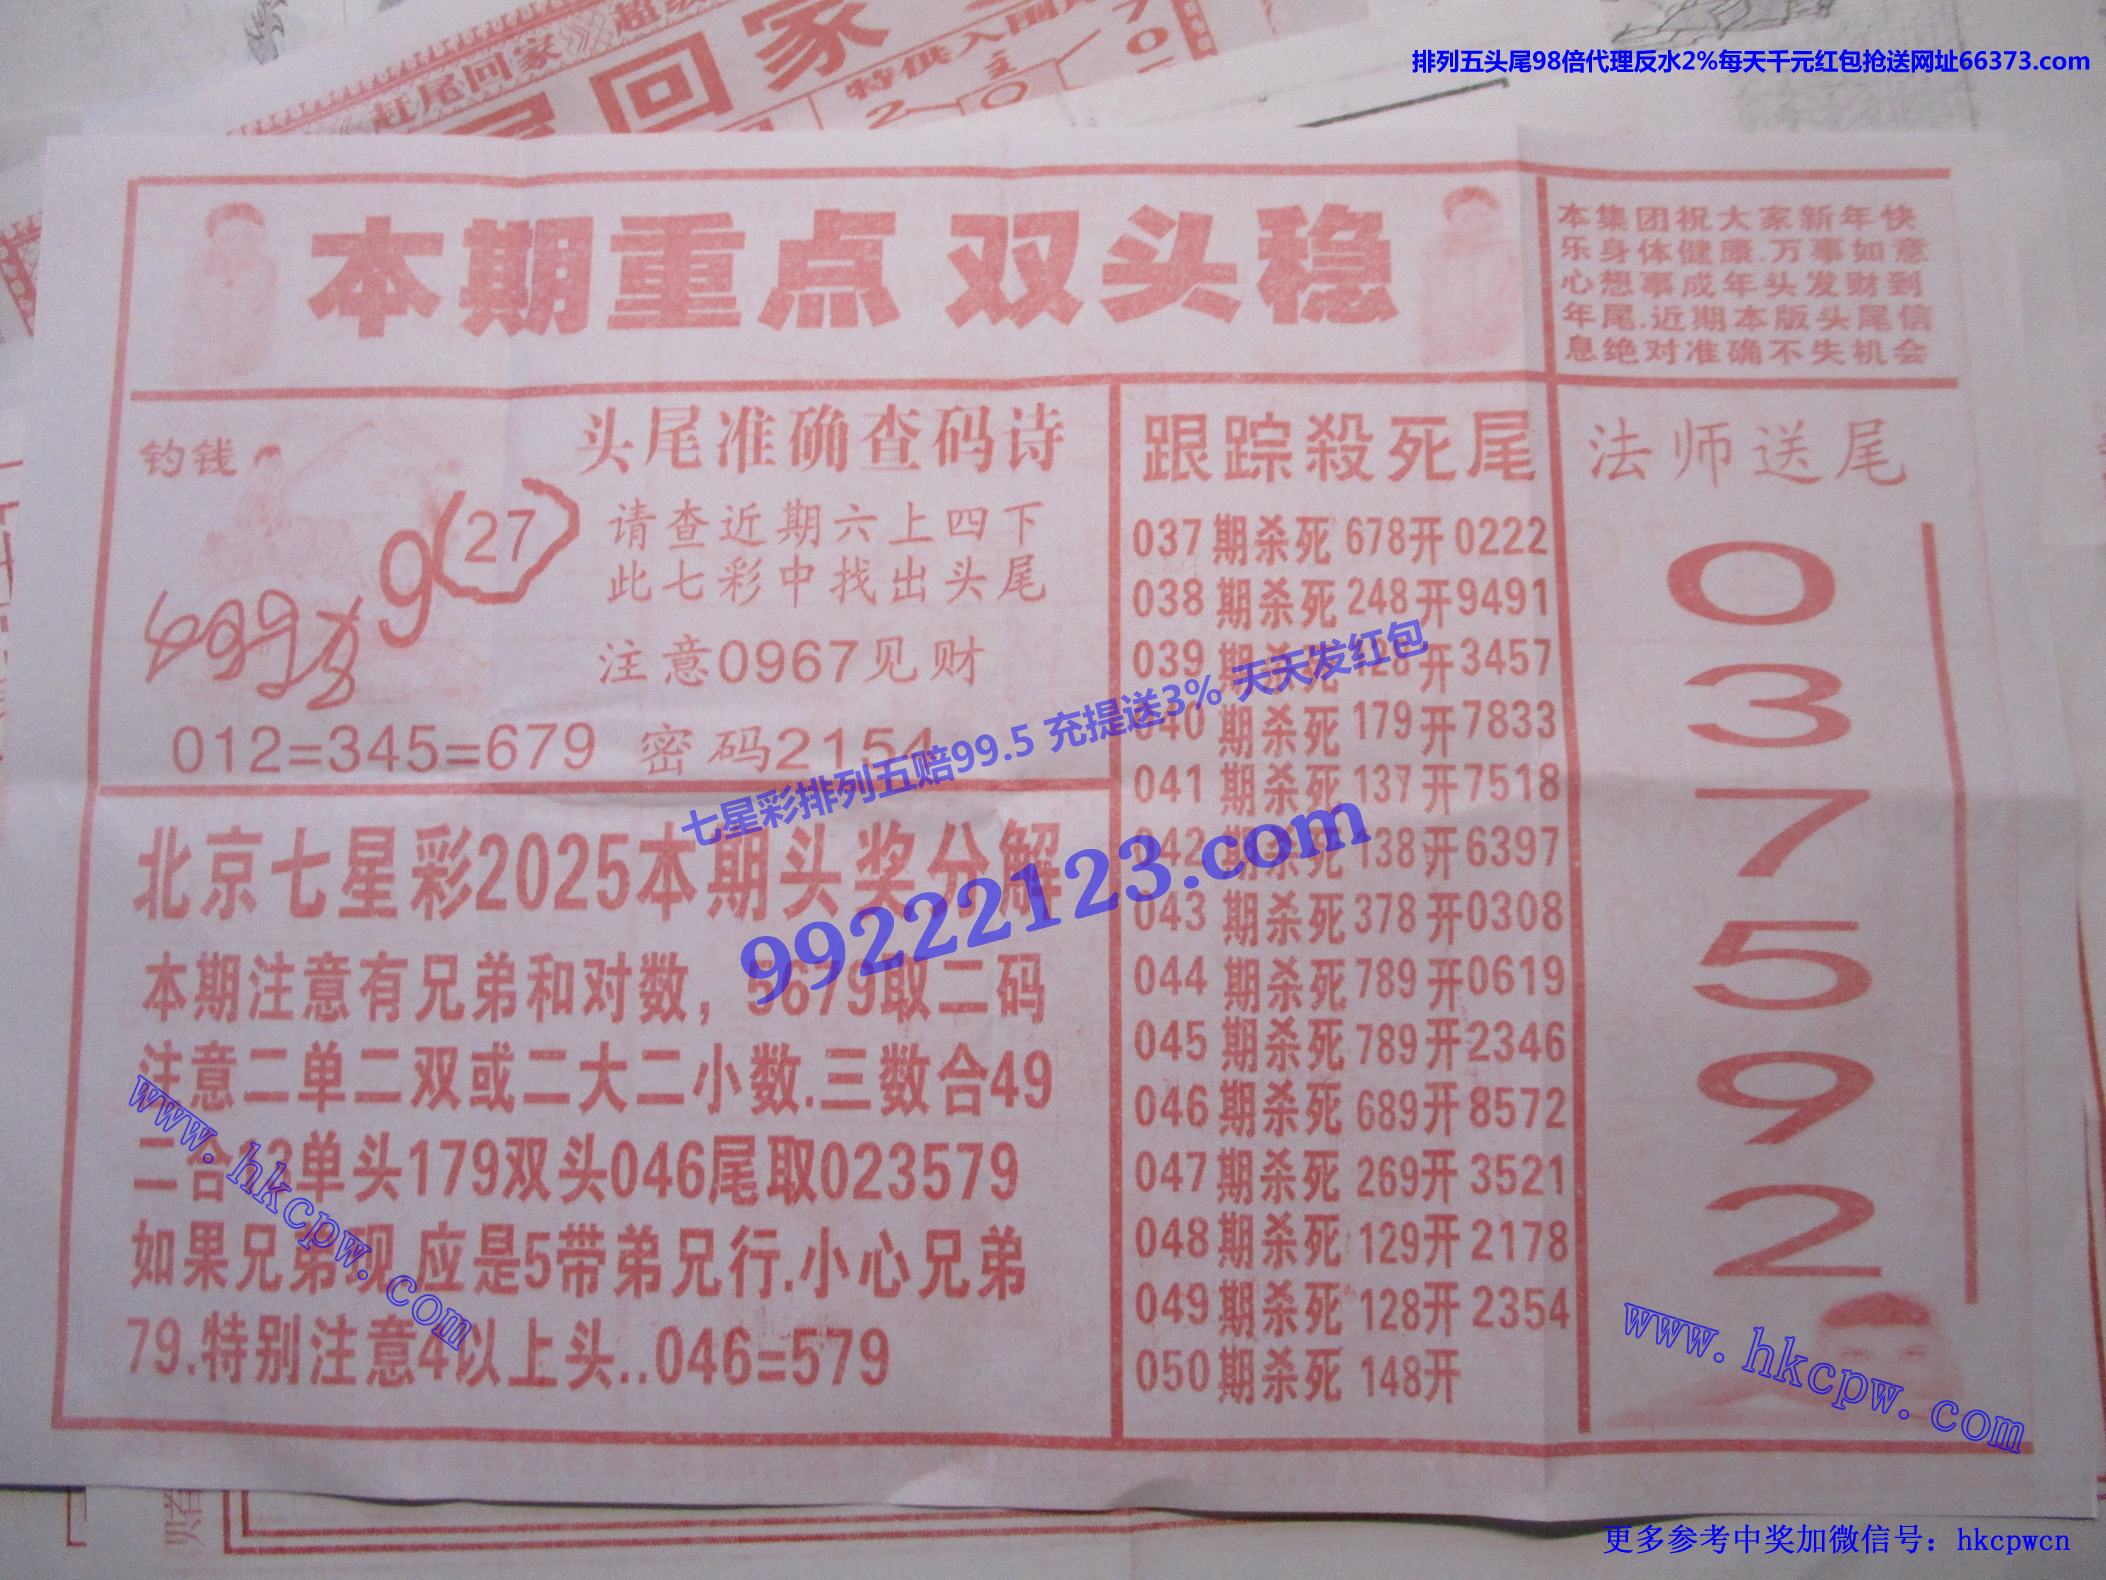 排列五头尾98倍代理反水2%每天千元红包抢送网址66373.com
赶尾回家
回家
特供入围
本期重点 双头稳
本集团祝大家新年快
乐身体健康.万事如意
心想事成年头发财到
年尾.近期本版头尾信
息绝对准确不失机会
钓钱
9(27)
头尾准确查码诗
请查近期六上四下
此七彩中找出头尾
注意0967见财
012=345=679 密码2154
七星彩排列五赔99.5 充提送3% 天天发红包
99222123.com
北京七星彩2025本期头奖分解
本期注意有兄弟和对数，5679取二码
注意二单二双或二大二小数.三数合49
二合13单头179双头046尾取023579
如果兄弟现.应是5带弟兄行.小心兄弟
79.特别注意4以上头..046=579
跟踪殺死尾
037期杀死678开0222
038期杀死248开9491
039期杀死128开3457
040期杀死179开7833
041期杀死137开7518
042期杀死138开6397
043期杀死378开0308
044期杀死789开0619
045期杀死789开2346
046期杀死689开8572
047期杀死269开3521
048期杀死129开2178
049期杀死128开2354
050期杀死148开
法师送尾
0
3
7
5
9
2
www.hkcpw.com
www.hkcpw.com
更多参考中奖加微信号：hkcpwcn